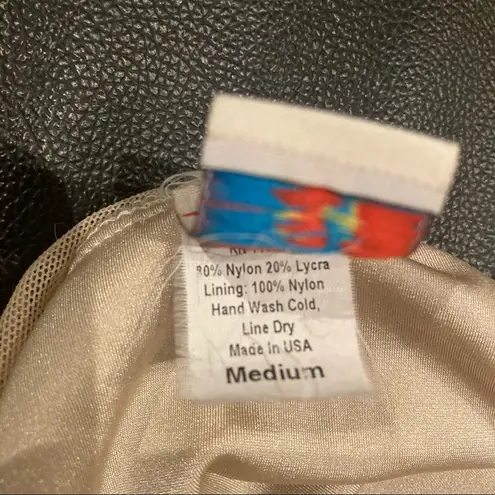 80% Nylon 20% Lycra
Lining: 100% Nylon
Hand Wash Cold,
Line Dry
Made In USA
Medium